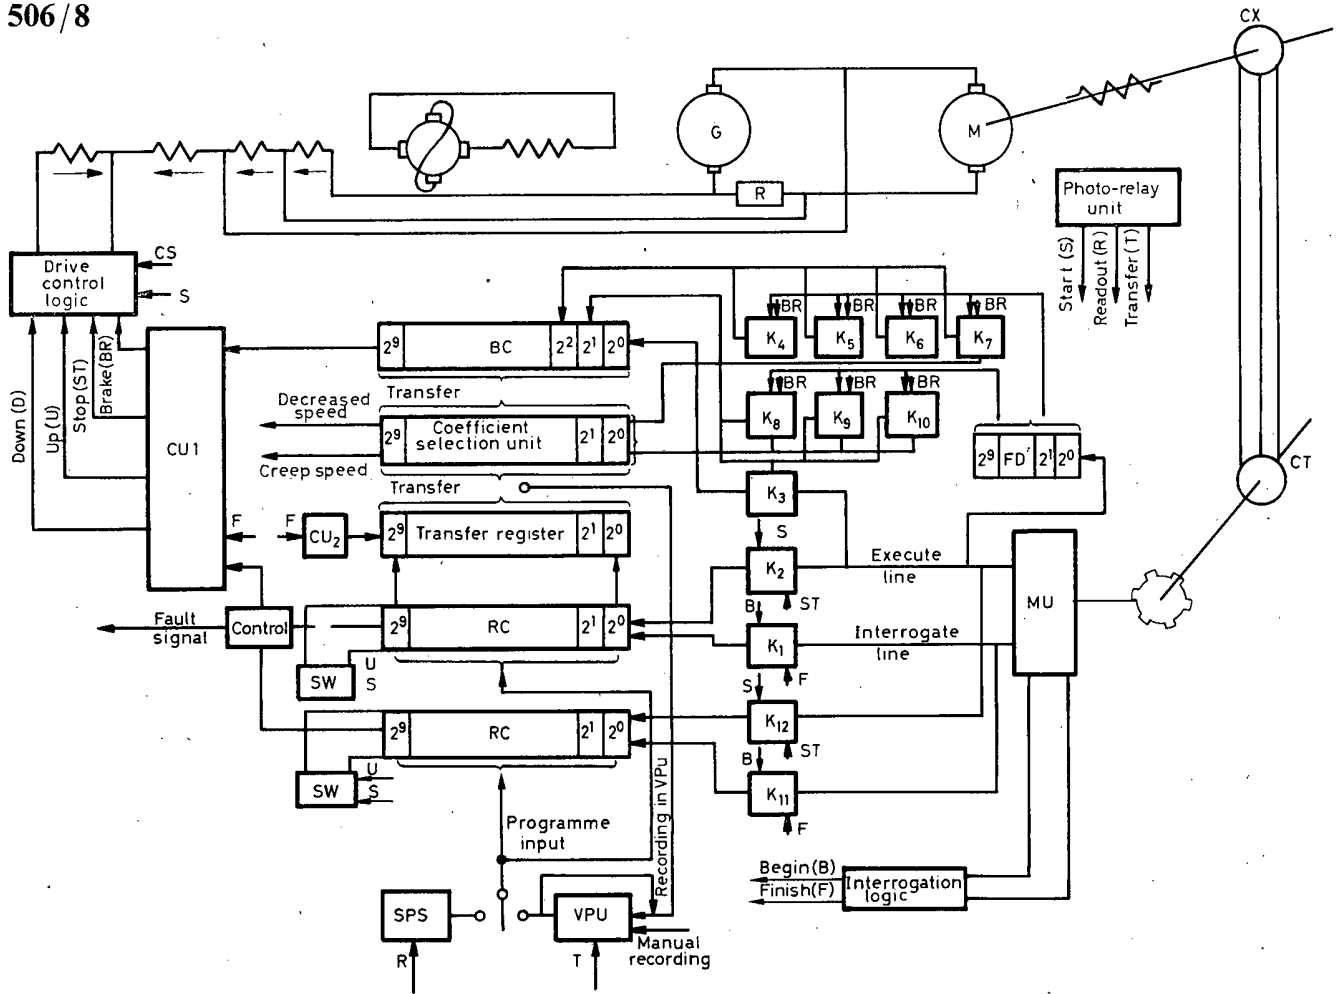 506/8
CX
G
M
R
Photo-relay
unit
Start (S)
Readout (R)
Transfer (T)
Drive
control
logic
CS
S
Down (D)
Up (U)
Stop (ST)
Brake (BR)
CU1
2⁹ BC 2² 2¹ 2⁰
Transfer
Decreased
speed
2⁹ Coefficient
selection unit 2¹ 2⁰
Creep speed
Transfer
F F CU₂
2⁹ Transfer register 2¹ 2⁰
BR BR BR BR
K₄ K₅ K₆ K₇
BR BR BR
K₈ K₉ K₁₀
2⁹ FD' 2¹ 2⁰
CT
K₃
S
K₂
Execute
line
ST
B
MU
Fault
signal
Control
2⁹ RC 2¹ 2⁰
K₁
Interrogate
line
F
SW
U
S
S
2⁹ RC 2¹ 2⁰
K₁₂
ST
B
SW
U
S
K₁₁
F
Programme
input
Recording in VPu
Begin (B)
Finish (F)
Interrogation
logic
SPS
VPU
Manual
recording
R
T